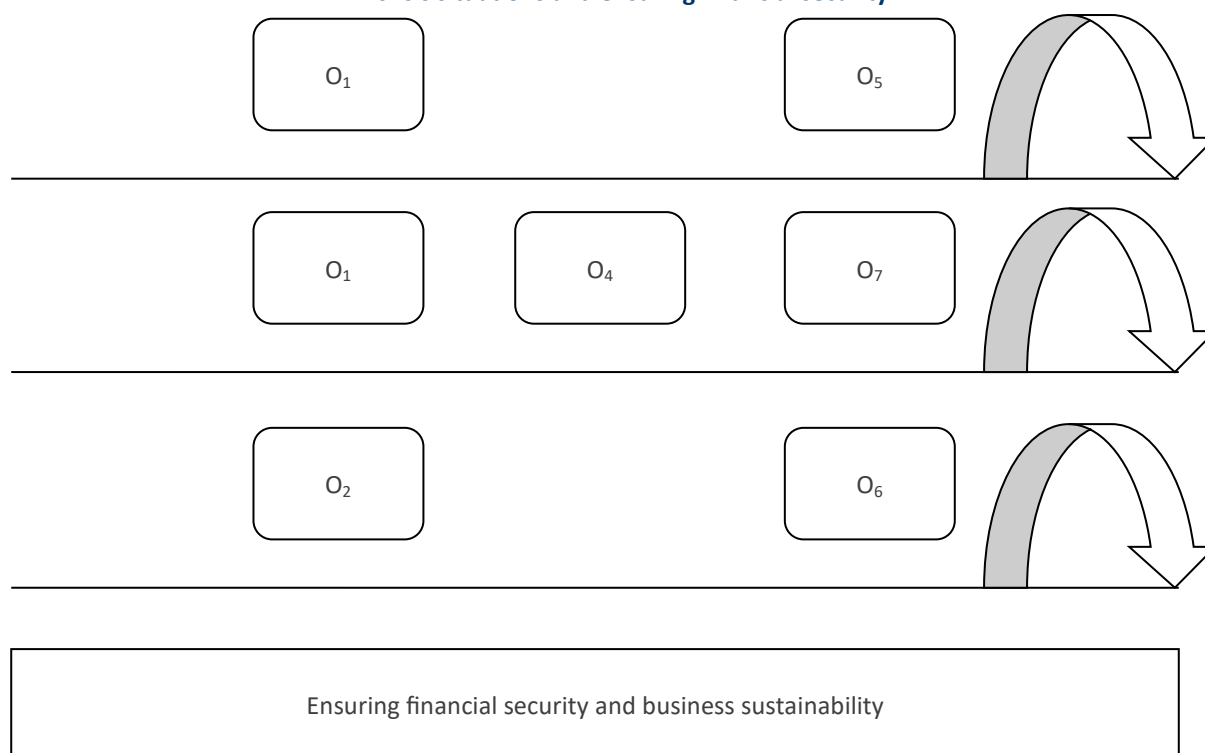 O₁
O₅
O₁
O₄
O₇
O₂
O₆
Ensuring financial security and business sustainability